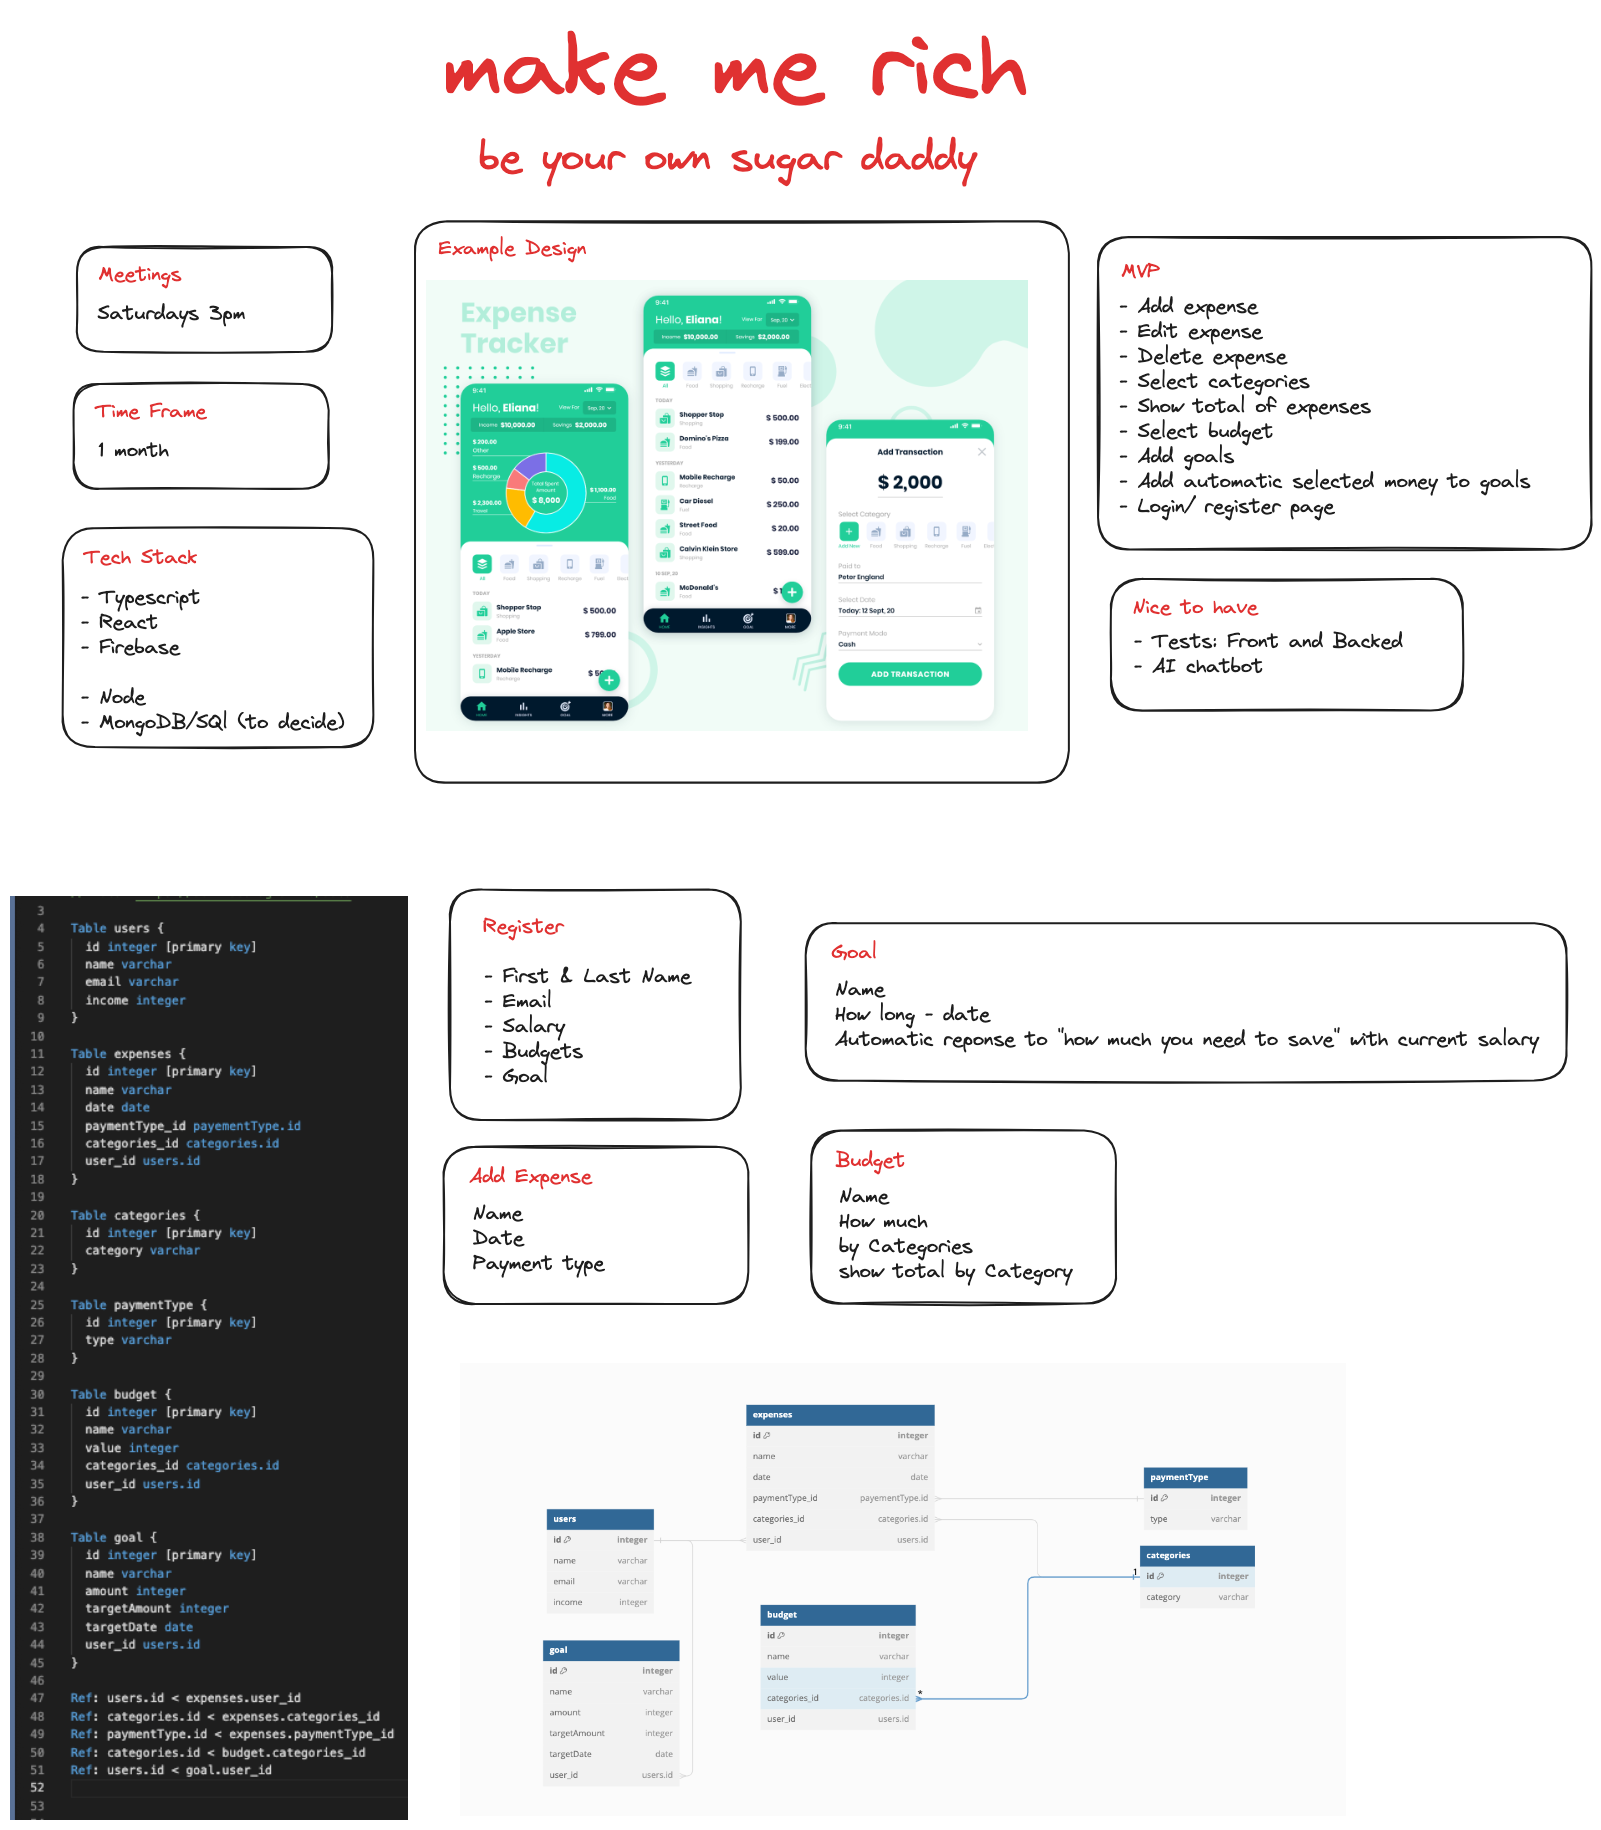 make me rich
be your own sugar daddy
Meetings
Saturdays 3pm
Time Frame
1 month
Tech Stack
- Typescript
- React
- Firebase
- Node
- MongoDB/SQl (to decide)
Example Design
Expense
Tracker
9:41
Hello, Eliana!
View For
Sep, 20
Income $10,000.00
Savings $2,000.00
$ 200.00
Other
$ 500.00
Recharge
$ 2,300.00
Travel
Total Spent
Amount
$ 8,000
$ 1,100.00
Food
All
Food
Shopping
Recharge
Fuel
TODAY
Shopper Stop
Shopping
$ 500.00
Apple Store
Food
$ 799.00
YESTERDAY
Mobile Recharge
Recharge
$ 50
HOME
INSIGHTS
GOAL
MORE
9:41
Hello, Eliana!
View For
Sep, 20
Income $10,000.00
Savings $2,000.00
All
Food
Shopping
Recharge
Fuel
TODAY
Shopper Stop
Shopping
$ 500.00
Domino's Pizza
Food
$ 199.00
YESTERDAY
Mobile Recharge
Recharge
$ 50.00
Car Diesel
Fuel
$ 250.00
Street Food
Food
$ 20.00
Calvin Klein Store
Shopping
$ 599.00
10 SEP, 20
McDonald's
Food
HOME
INSIGHTS
GOAL
MORE
9:41
Add Transaction
$ 2,000
Select Category
Add New
Food
Shopping
Recharge
Fuel
Paid to
Peter England
Select Date
Today: 12 Sept, 20
Payment Mode
Cash
ADD TRANSACTION
MVP
- Add expense
- Edit expense
- Delete expense
- Select categories
- Show total of expenses
- Select budget
- Add goals
- Add automatic selected money to goals
- Login/ register page
Nice to have
- Tests: Front and Backed
- AI chatbot
3
4 Table users {
5 id integer [primary key]
6 name varchar
7 email varchar
8 income integer
9 }
10
11 Table expenses {
12 id integer [primary key]
13 name varchar
14 date date
15 paymentType_id payementType.id
16 categories_id categories.id
17 user_id users.id
18 }
19
20 Table categories {
21 id integer [primary key]
22 category varchar
23 }
24
25 Table paymentType {
26 id integer [primary key]
27 type varchar
28 }
29
30 Table budget {
31 id integer [primary key]
32 name varchar
33 value integer
34 categories_id categories.id
35 user_id users.id
36 }
37
38 Table goal {
39 id integer [primary key]
40 name varchar
41 amount integer
42 targetAmount integer
43 targetDate date
44 user_id users.id
45 }
46
47 Ref: users.id < expenses.user_id
48 Ref: categories.id < expenses.categories_id
49 Ref: paymentType.id < expenses.paymentType_id
50 Ref: categories.id < budget.categories_id
51 Ref: users.id < goal.user_id
52
53
Register
- First & Last Name
- Email
- Salary
- Budgets
- Goal
Goal
Name
How long - date
Automatic reponse to "how much you need to save" with current salary
Add Expense
Name
Date
Payment type
Budget
Name
How much
by Categories
show total by Category
expenses
id integer
name varchar
date date
paymentType_id payementType.id
categories_id categories.id
user_id users.id
paymentType
id integer
type varchar
users
id integer
name varchar
email varchar
income integer
categories
1
id integer
category varchar
budget
id integer
name varchar
value integer
categories_id categories.id
*
user_id users.id
goal
id integer
name varchar
amount integer
targetAmount integer
targetDate date
user_id users.id